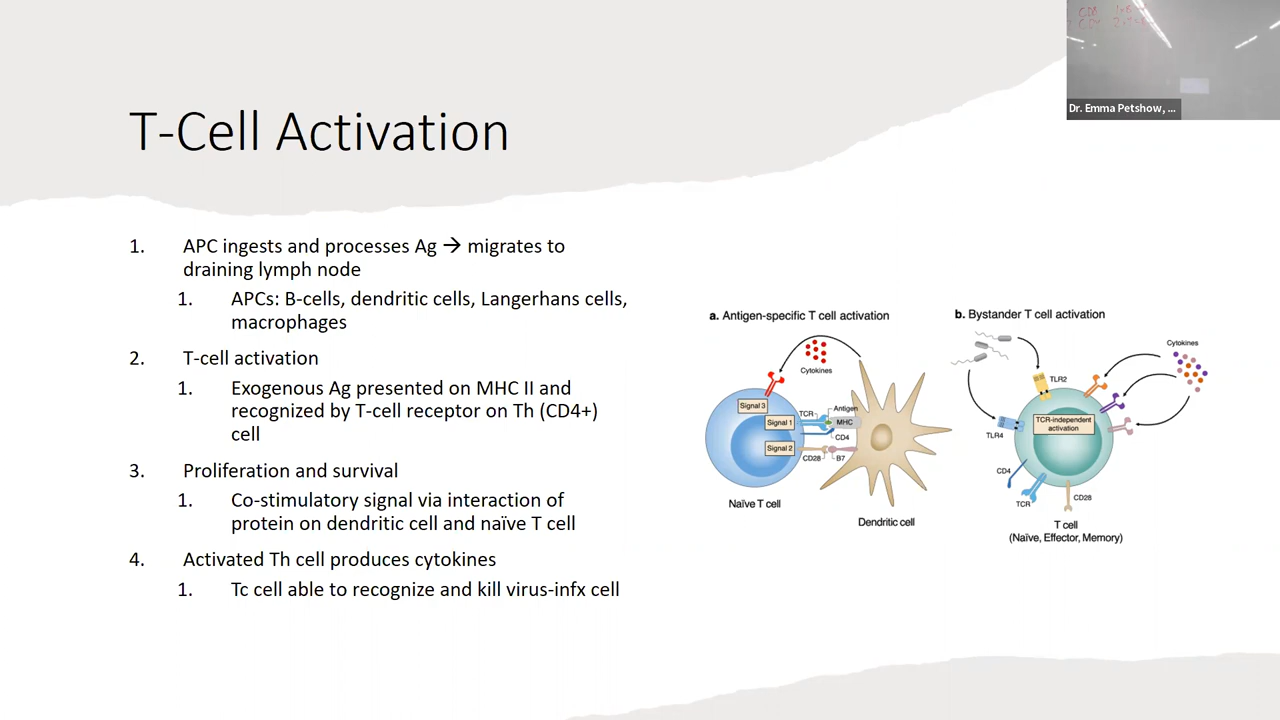 T-Cell Activation
1. APC ingests and processes Ag → migrates to
draining lymph node
1. APCs: B-cells, dendritic cells, Langerhans cells,
macrophages
2. T-cell activation
1. Exogenous Ag presented on MHC II and
recognized by T-cell receptor on Th (CD4+)
cell
3. Proliferation and survival
1. Co-stimulatory signal via interaction of
protein on dendritic cell and naïve T cell
4. Activated Th cell produces cytokines
1. Tc cell able to recognize and kill virus-infx cell
a. Antigen-specific T cell activation
Cytokines
Signal 3
Signal 1
Signal 2
TCR
Antigen
MHC
CD4
CD28
B7
Naïve T cell
Dendritic cell
b. Bystander T cell activation
Cytokines
TLR2
TLR4
TCR-independent
activation
CD4
TCR
CD28
T cell
(Naïve, Effector, Memory)
Dr. Emma Petshow, ...